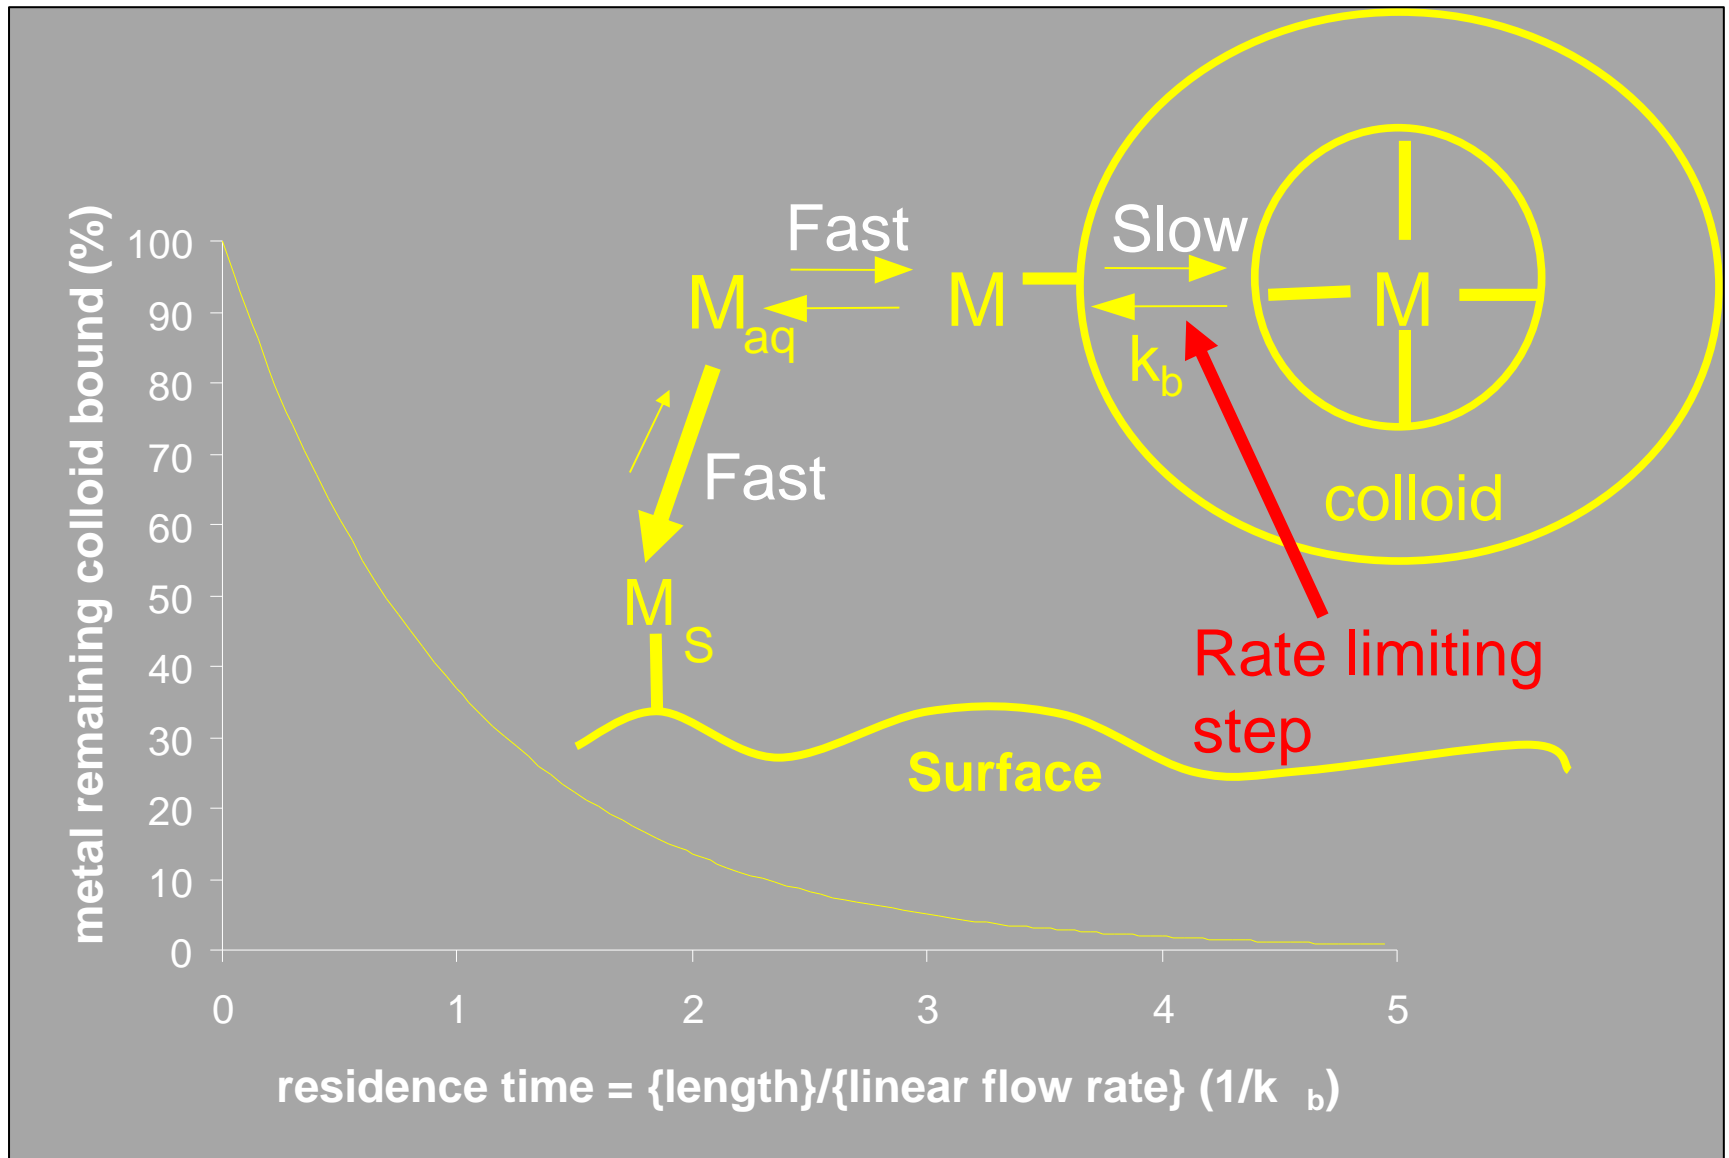 metal remaining colloid bound (%)
100
90
80
70
60
50
40
30
20
10
0
0 1 2 3 4 5
residence time = {length}/{linear flow rate} (1/k b)
Fast
Slow
Maq
M
M
kb
Fast
colloid
MS
Rate limiting
step
Surface